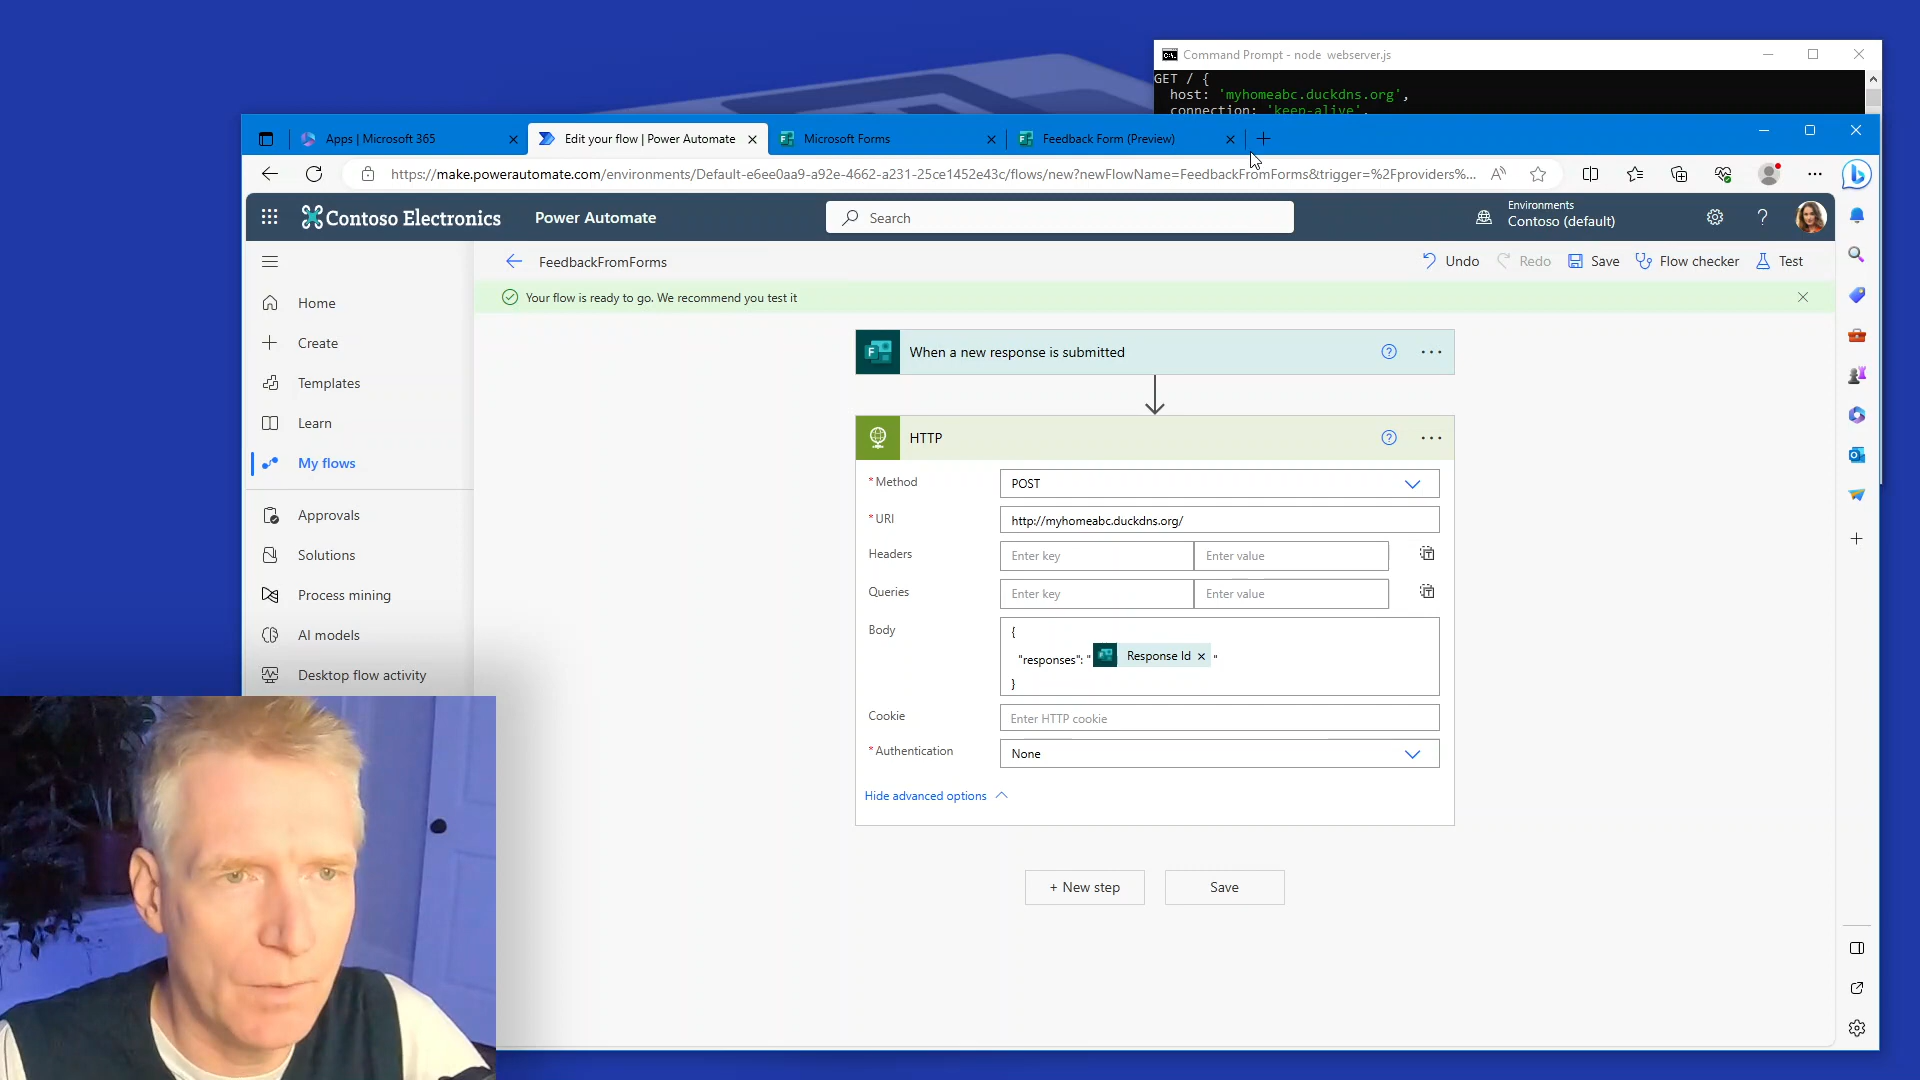 Command Prompt - node  webserver.js
GET / {
host: 'myhomeabc.duckdns.org',
connection: 'keep-alive',
Apps | Microsoft 365
Edit your flow | Power Automate
Microsoft Forms
Feedback Form (Preview)
https://make.powerautomate.com/environments/Default-e6ee0aa9-a92e-4662-a231-25ce1452e43c/flows/new?newFlowName=FeedbackFromForms&trigger=%2Fproviders%...
Contoso Electronics
Power Automate
Search
Environments
Contoso (default)
FeedbackFromForms
Undo
Redo
Save
Flow checker
Test
Your flow is ready to go. We recommend you test it
Home
Create
Templates
Learn
My flows
Approvals
Solutions
Process mining
AI models
Desktop flow activity
When a new response is submitted
HTTP
*Method
POST
*URI
http://myhomeabc.duckdns.org/
Headers
Enter key
Enter value
Queries
Enter key
Enter value
Body
{
"responses": " Response Id "
}
Cookie
Enter HTTP cookie
*Authentication
None
Hide advanced options
+ New step
Save